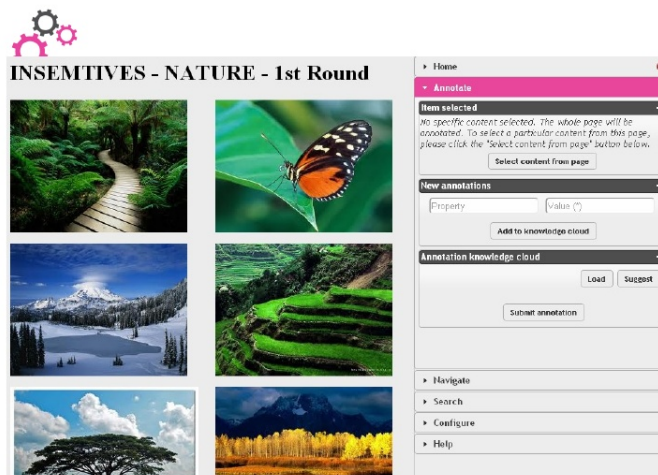 INSEMTIVES - NATURE - 1st Round
Home
Annotate
Item selected
No specific content selected. The whole page will be
annotated. To select a particular content from this page,
please click the "Select content from page" button below.
Select content from page
New annotations
Property
Value (*)
Add to knowledge cloud
Annotation knowledge cloud
Load
Suggest
Submit annotation
Navigate
Search
Configure
Help